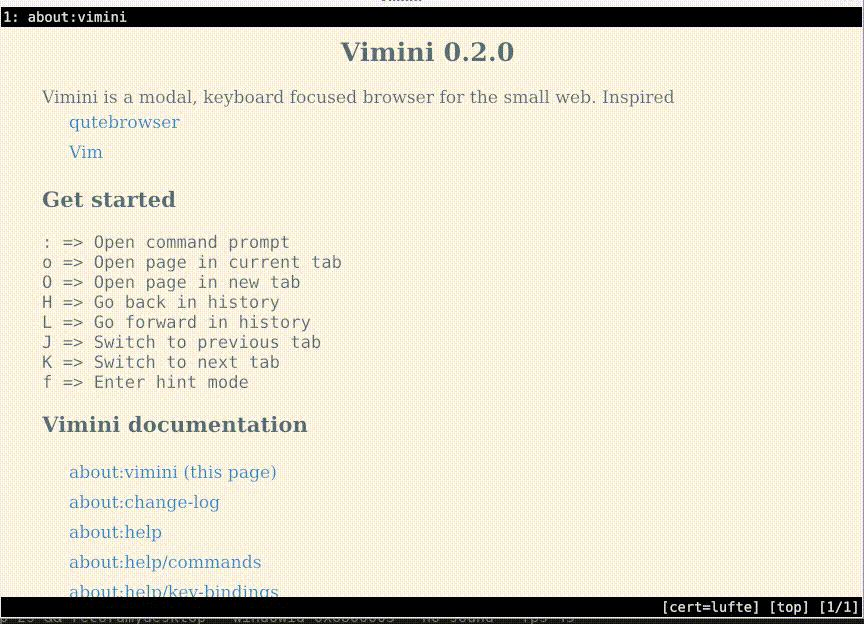 1: about:vimini
Vimini 0.2.0
Vimini is a modal, keyboard focused browser for the small web. Inspired
qutebrowser
Vim
Get started
: => Open command prompt
o => Open page in current tab
O => Open page in new tab
H => Go back in history
L => Go forward in history
J => Switch to previous tab
K => Switch to next tab
f => Enter hint mode
Vimini documentation
about:vimini (this page)
about:change-log
about:help
about:help/commands
about:help/key-bindings
[cert=lufte] [top] [1/1]